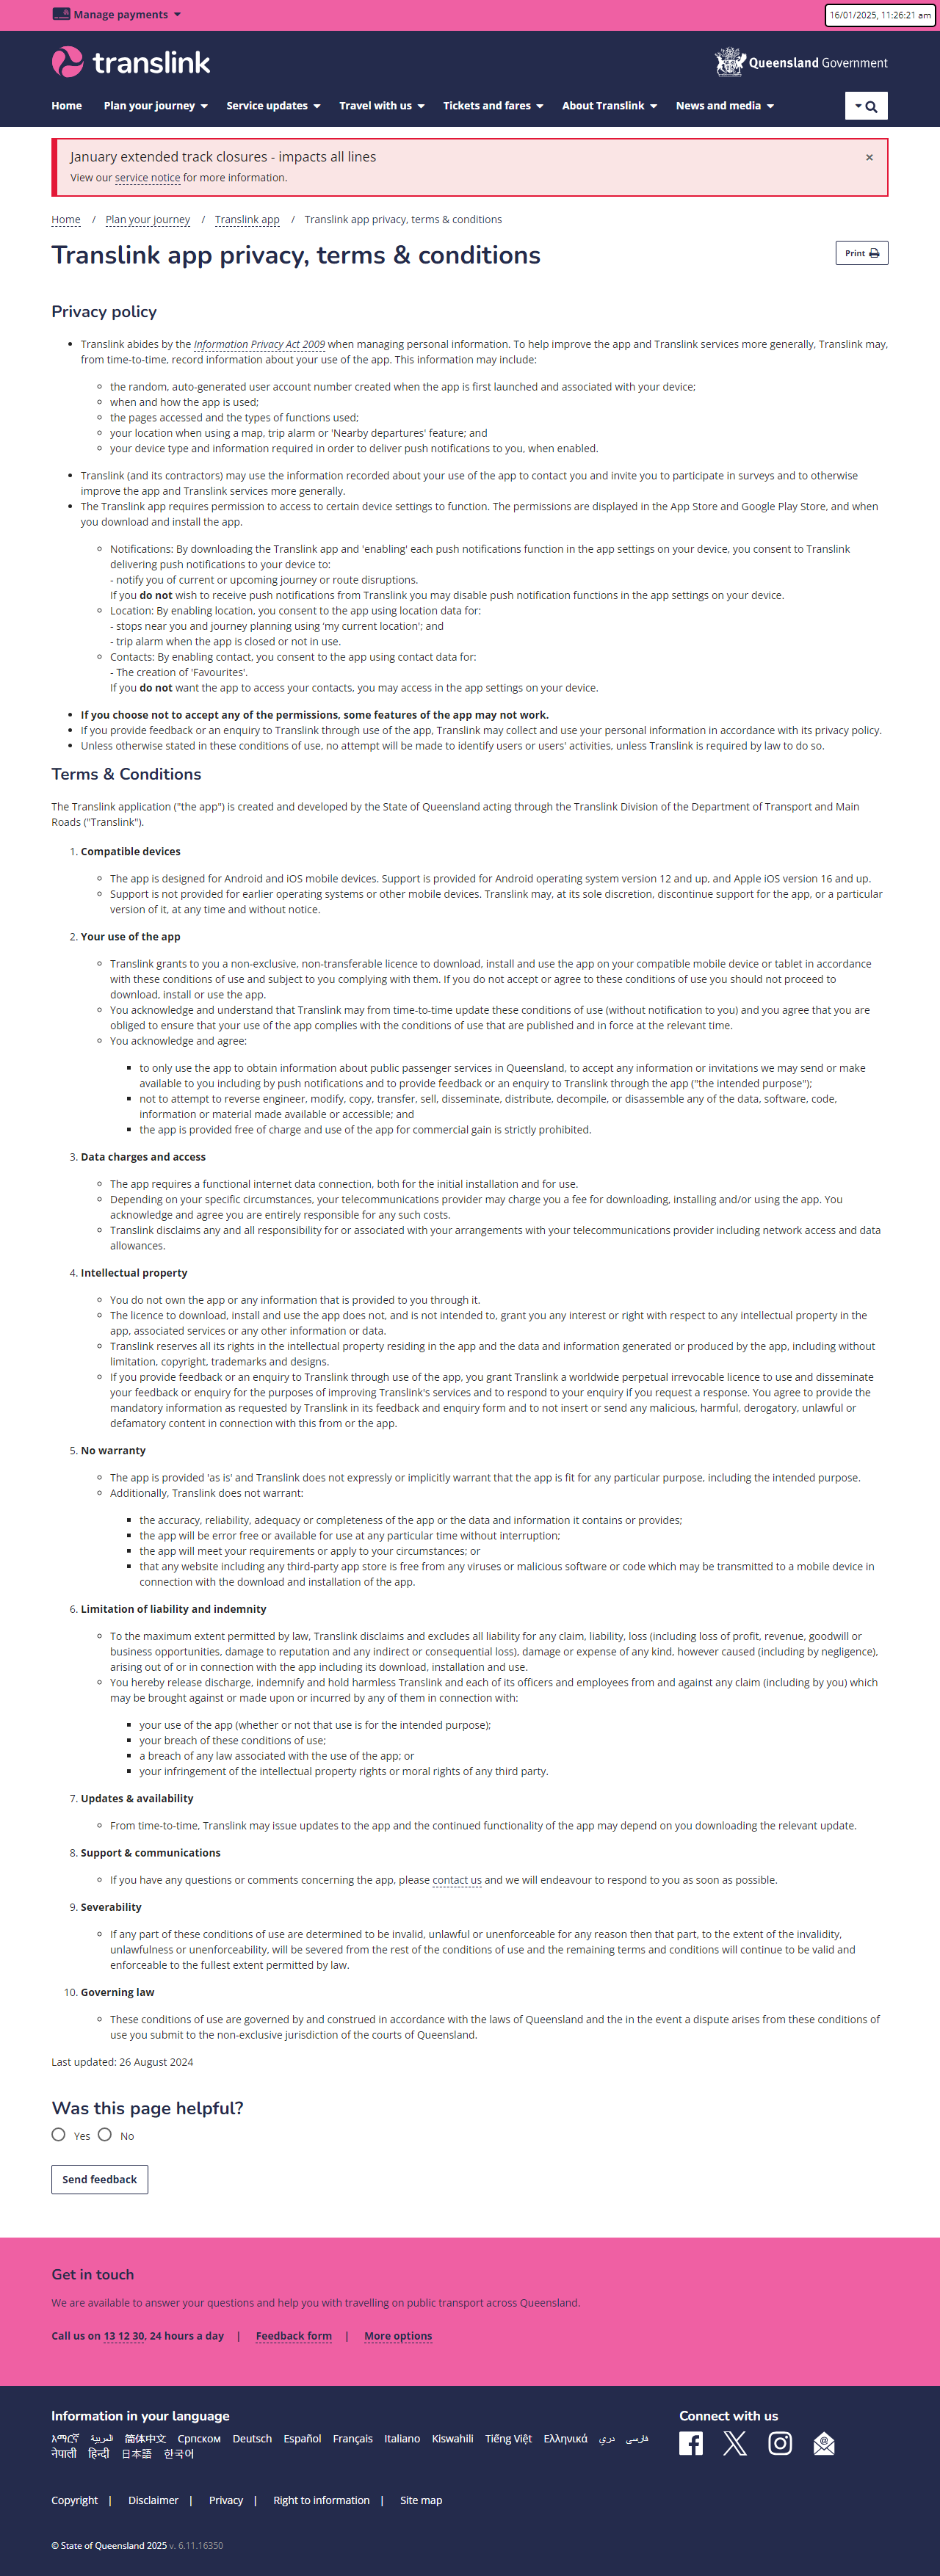 Manage payments
16/01/2025, 11:26:21 am
translink
Queensland Government
Home Plan your journey Service updates Travel with us Tickets and fares About Translink News and media
January extended track closures - impacts all lines ×
View our service notice for more information.
Home / Plan your journey / Translink app / Translink app privacy, terms & conditions
Translink app privacy, terms & conditions
Print
Privacy policy
• Translink abides by the Information Privacy Act 2009 when managing personal information. To help improve the app and Translink services more generally, Translink may,
from time-to-time, record information about your use of the app. This information may include:
◦ the random, auto-generated user account number created when the app is first launched and associated with your device;
◦ when and how the app is used;
◦ the pages accessed and the types of functions used;
◦ your location when using a map, trip alarm or 'Nearby departures' feature; and
◦ your device type and information required in order to deliver push notifications to you, when enabled.
• Translink (and its contractors) may use the information recorded about your use of the app to contact you and invite you to participate in surveys and to otherwise
improve the app and Translink services more generally.
• The Translink app requires permission to access to certain device settings to function. The permissions are displayed in the App Store and Google Play Store, and when
you download and install the app.
◦ Notifications: By downloading the Translink app and 'enabling' each push notifications function in the app settings on your device, you consent to Translink
delivering push notifications to your device to:
- notify you of current or upcoming journey or route disruptions.
If you do not wish to receive push notifications from Translink you may disable push notification functions in the app settings on your device.
◦ Location: By enabling location, you consent to the app using location data for:
- stops near you and journey planning using 'my current location'; and
- trip alarm when the app is closed or not in use.
◦ Contacts: By enabling contact, you consent to the app using contact data for:
- The creation of 'Favourites'.
If you do not want the app to access your contacts, you may access in the app settings on your device.
• If you choose not to accept any of the permissions, some features of the app may not work.
• If you provide feedback or an enquiry to Translink through use of the app, Translink may collect and use your personal information in accordance with its privacy policy.
• Unless otherwise stated in these conditions of use, no attempt will be made to identify users or users' activities, unless Translink is required by law to do so.
Terms & Conditions
The Translink application ("the app") is created and developed by the State of Queensland acting through the Translink Division of the Department of Transport and Main
Roads ("Translink").
1. Compatible devices
◦ The app is designed for Android and iOS mobile devices. Support is provided for Android operating system version 12 and up, and Apple iOS version 16 and up.
◦ Support is not provided for earlier operating systems or other mobile devices. Translink may, at its sole discretion, discontinue support for the app, or a particular
version of it, at any time and without notice.
2. Your use of the app
◦ Translink grants to you a non-exclusive, non-transferable licence to download, install and use the app on your compatible mobile device or tablet in accordance
with these conditions of use and subject to you complying with them. If you do not accept or agree to these conditions of use you should not proceed to
download, install or use the app.
◦ You acknowledge and understand that Translink may from time-to-time update these conditions of use (without notification to you) and you agree that you are
obliged to ensure that your use of the app complies with the conditions of use that are published and in force at the relevant time.
◦ You acknowledge and agree:
▪ to only use the app to obtain information about public passenger services in Queensland, to accept any information or invitations we may send or make
available to you including by push notifications and to provide feedback or an enquiry to Translink through the app ("the intended purpose");
▪ not to attempt to reverse engineer, modify, copy, transfer, sell, disseminate, distribute, decompile, or disassemble any of the data, software, code,
information or material made available or accessible; and
▪ the app is provided free of charge and use of the app for commercial gain is strictly prohibited.
3. Data charges and access
◦ The app requires a functional internet data connection, both for the initial installation and for use.
◦ Depending on your specific circumstances, your telecommunications provider may charge you a fee for downloading, installing and/or using the app. You
acknowledge and agree you are entirely responsible for any such costs.
◦ Translink disclaims any and all responsibility for or associated with your arrangements with your telecommunications provider including network access and data
allowances.
4. Intellectual property
◦ You do not own the app or any information that is provided to you through it.
◦ The licence to download, install and use the app does not, and is not intended to, grant you any interest or right with respect to any intellectual property in the
app, associated services or any other information or data.
◦ Translink reserves all its rights in the intellectual property residing in the app and the data and information generated or produced by the app, including without
limitation, copyright, trademarks and designs.
◦ If you provide feedback or an enquiry to Translink through use of the app, you grant Translink a worldwide perpetual irrevocable licence to use and disseminate
your feedback or enquiry for the purposes of improving Translink's services and to respond to your enquiry if you request a response. You agree to provide the
mandatory information as requested by Translink in its feedback and enquiry form and to not insert or send any malicious, harmful, derogatory, unlawful or
defamatory content in connection with this from or the app.
5. No warranty
◦ The app is provided 'as is' and Translink does not expressly or implicitly warrant that the app is fit for any particular purpose, including the intended purpose.
◦ Additionally, Translink does not warrant:
▪ the accuracy, reliability, adequacy or completeness of the app or the data and information it contains or provides;
▪ the app will be error free or available for use at any particular time without interruption;
▪ the app will meet your requirements or apply to your circumstances; or
▪ that any website including any third-party app store is free from any viruses or malicious software or code which may be transmitted to a mobile device in
connection with the download and installation of the app.
6. Limitation of liability and indemnity
◦ To the maximum extent permitted by law, Translink disclaims and excludes all liability for any claim, liability, loss (including loss of profit, revenue, goodwill or
business opportunities, damage to reputation and any indirect or consequential loss), damage or expense of any kind, however caused (including by negligence),
arising out of or in connection with the app including its download, installation and use.
◦ You hereby release discharge, indemnify and hold harmless Translink and each of its officers and employees from and against any claim (including by you) which
may be brought against or made upon or incurred by any of them in connection with:
▪ your use of the app (whether or not that use is for the intended purpose);
▪ your breach of these conditions of use;
▪ a breach of any law associated with the use of the app; or
▪ your infringement of the intellectual property rights or moral rights of any third party.
7. Updates & availability
◦ From time-to-time, Translink may issue updates to the app and the continued functionality of the app may depend on you downloading the relevant update.
8. Support & communications
◦ If you have any questions or comments concerning the app, please contact us and we will endeavour to respond to you as soon as possible.
9. Severability
◦ If any part of these conditions of use are determined to be invalid, unlawful or unenforceable for any reason then that part, to the extent of the invalidity,
unlawfulness or unenforceability, will be severed from the rest of the conditions of use and the remaining terms and conditions will continue to be valid and
enforceable to the fullest extent permitted by law.
10. Governing law
◦ These conditions of use are governed by and construed in accordance with the laws of Queensland and the in the event a dispute arises from these conditions of
use you submit to the non-exclusive jurisdiction of the courts of Queensland.
Last updated: 26 August 2024
Was this page helpful?
Yes No
Send feedback
Get in touch
We are available to answer your questions and help you with travelling on public transport across Queensland.
Call us on 13 12 30, 24 hours a day | Feedback form | More options
Information in your language
አማርኛ العربية 简体中文 Српском Deutsch Español Français Italiano Kiswahili Tiếng Việt Ελληνικά دري فارسی
नेपाली हिन्दी 日本語 한국어
Connect with us
Copyright | Disclaimer | Privacy | Right to information | Site map
© State of Queensland 2025 v. 6.11.16350